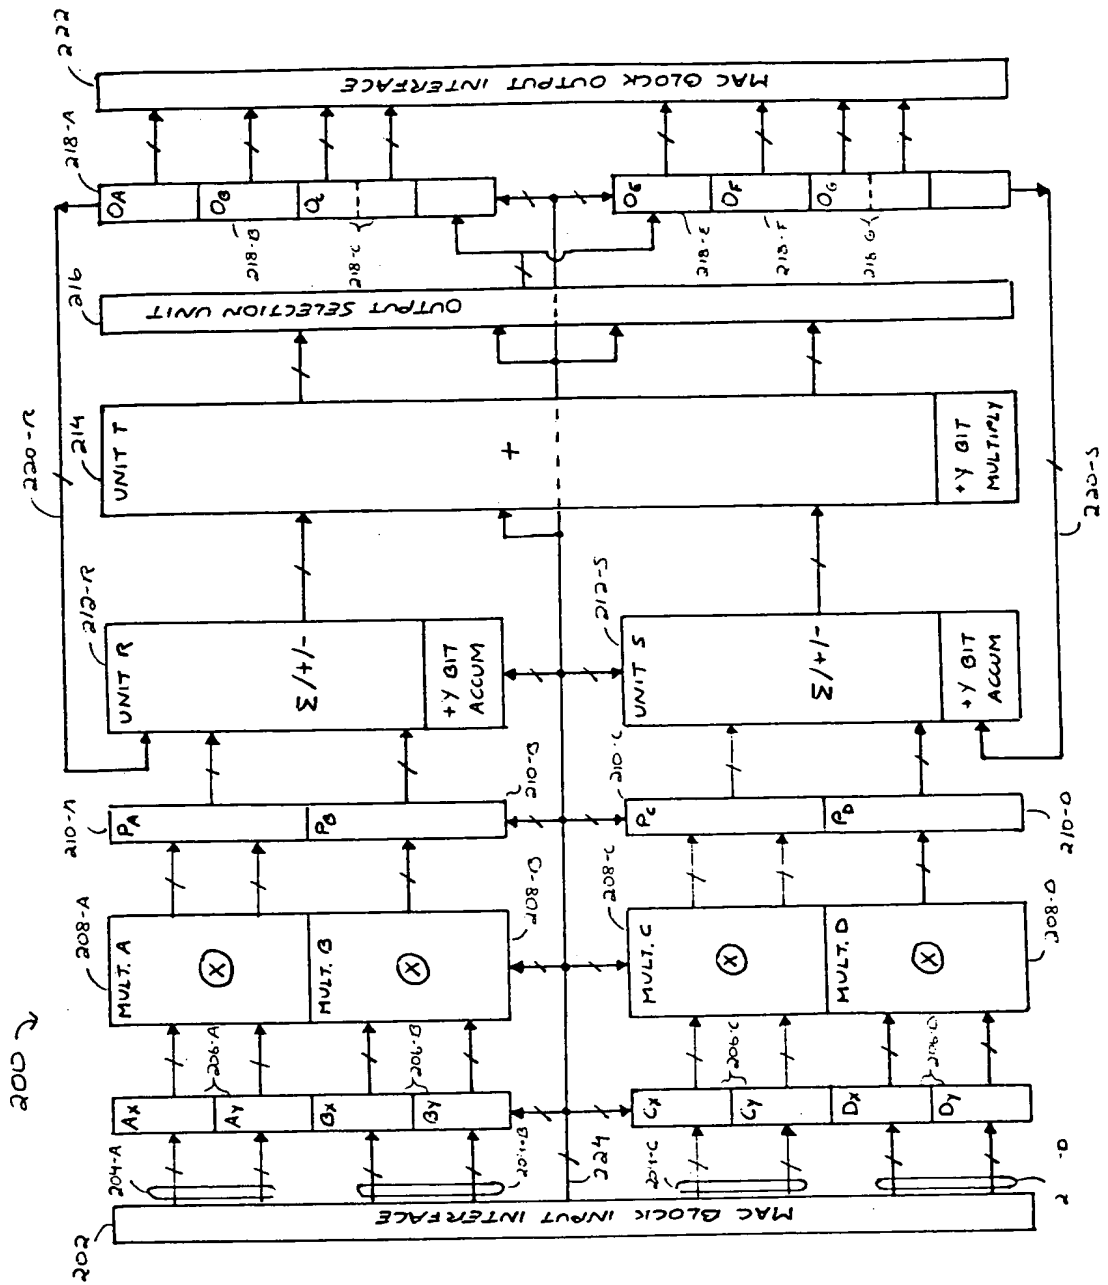 200
202
MAC BLOCK INPUT INTERFACE
204-A
204-B
204-C
-D
224
Ax
Ay
Bx
By
Cx
Cy
Dx
Dy
206-A
206-B
206-C
206-D
208-A
MULT. A
X
MULT. B
X
208-B
208-C
MULT. C
X
MULT. D
X
208-D
210-A
PA
PB
210-B
210-C
PC
PD
210-D
212-R
UNIT R
Σ/+/-
+Y BIT
ACCUM
212-S
UNIT S
Σ/+/-
+Y BIT
ACCUM
220-R
220-S
214
UNIT T
+
+Y BIT
MULTIPLY
216
OUTPUT SELECTION UNIT
218-A
OA
OB
218-B
218-C
OE
218-E
OF
218-F
OG
218-G
222
MAC BLOCK OUTPUT INTERFACE